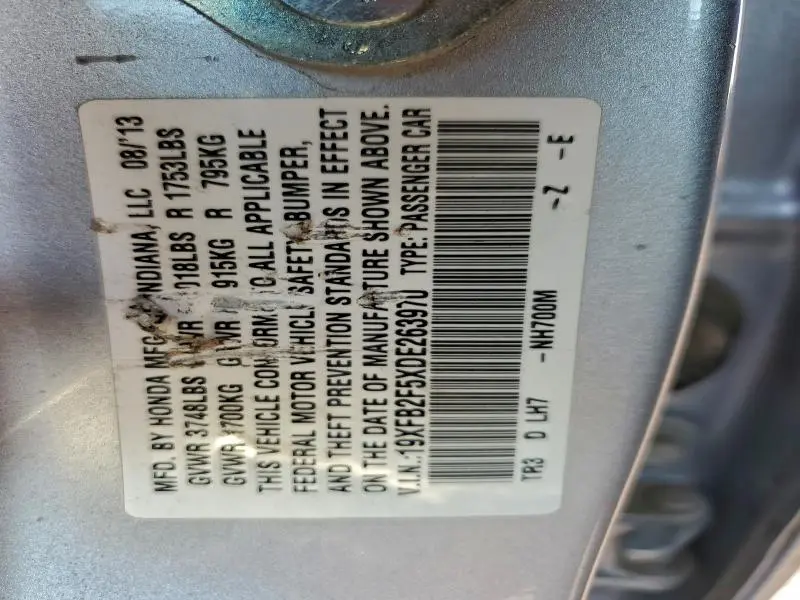 MFD. BY HONDA MFG INDIANA, LLC 08/'13
GVWR 3748LBS 018LBS R 1753LBS
GVWR 1700KG 915KG R 795KG
THIS VEHICLE ALL APPLICABLE
FEDERAL MOTOR VEHICLE SAFETY BUMPER,
AND THEFT PREVENTION STANDARDS IN EFFECT
ON THE DATE OF MANUFACTURE SHOWN ABOVE.
V.I.N.:19XFB2F5XDE263970 TYPE: PASSENGER CAR
TR3 D LH7 -NH700M -Z -E